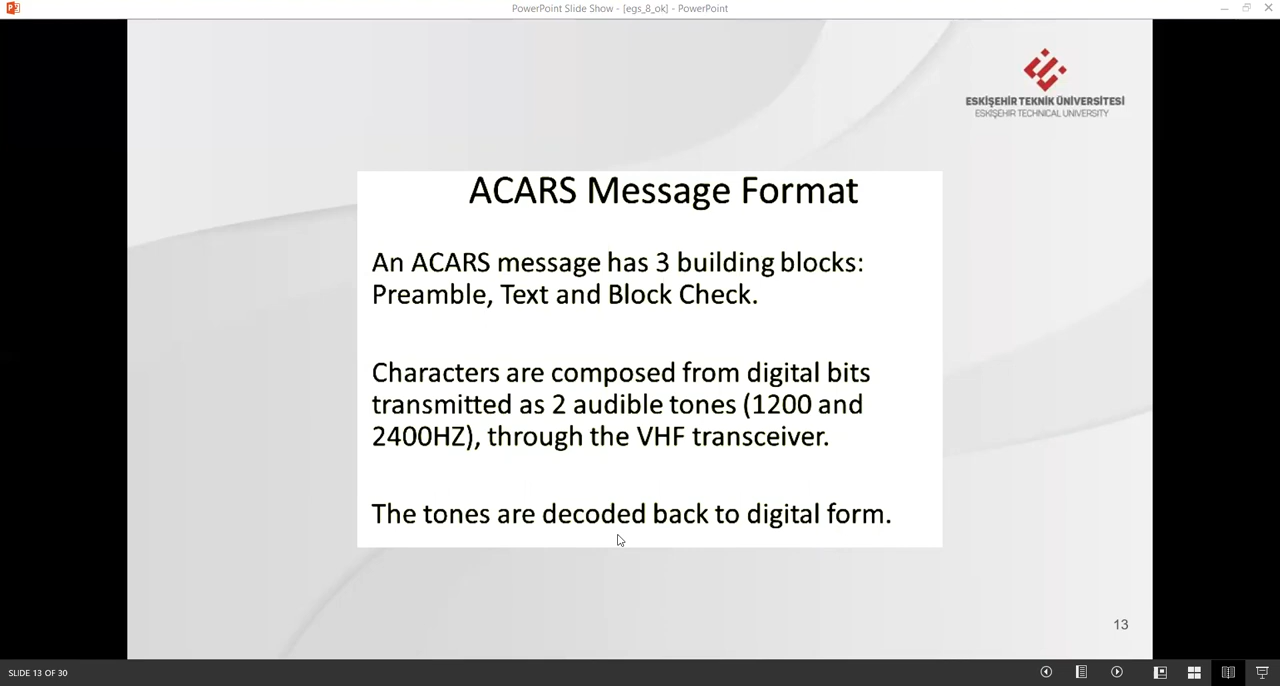 PowerPoint Slide Show - [egs_8_ok] - PowerPoint
ESKİŞEHİR TEKNİK ÜNİVERSİTESİ
ESKİŞEHİR TECHNICAL UNIVERSITY
ACARS Message Format
An ACARS message has 3 building blocks:
Preamble, Text and Block Check.
Characters are composed from digital bits
transmitted as 2 audible tones (1200 and
2400HZ), through the VHF transceiver.
The tones are decoded back to digital form.
13
SLIDE 13 OF 30